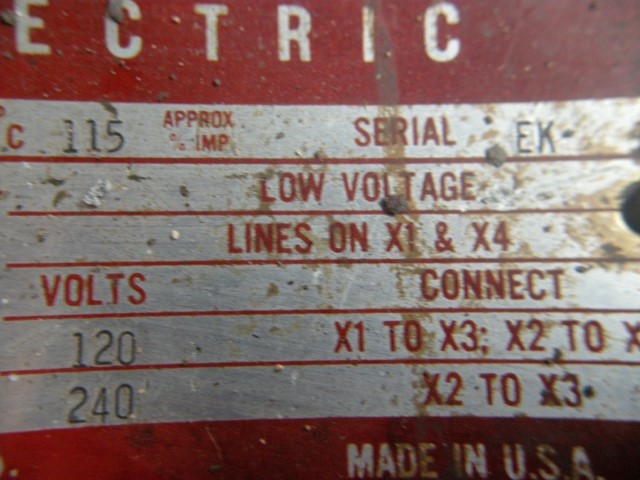 ECTRIC
°C 115 APPROX % IMP. SERIAL EK
LOW VOLTAGE
LINES ON X1 & X4
VOLTS CONNECT
120 X1 TO X3; X2 TO X
240 X2 TO X3
MADE IN U.S.A.